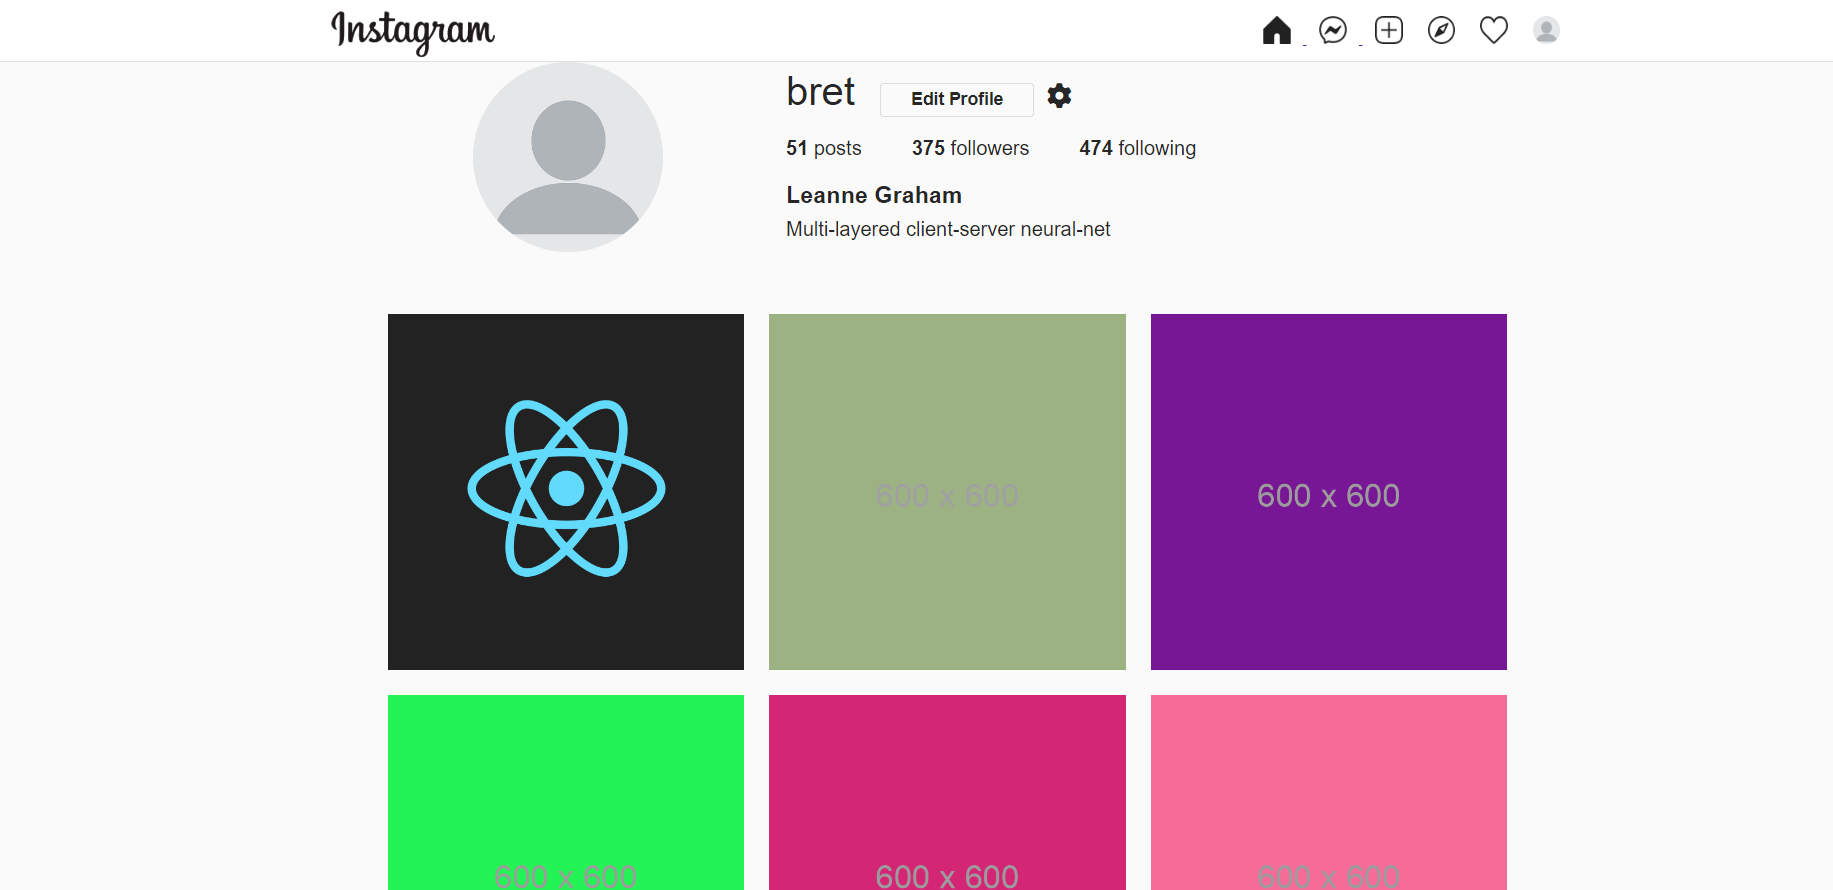 Instagram
bret
Edit Profile
51 posts 375 followers 474 following
Leanne Graham
Multi-layered client-server neural-net
600 x 600
600 x 600
600 x 600
600 x 600
600 x 600